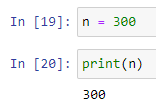 In [19]: n = 300
In [20]: print(n)
300